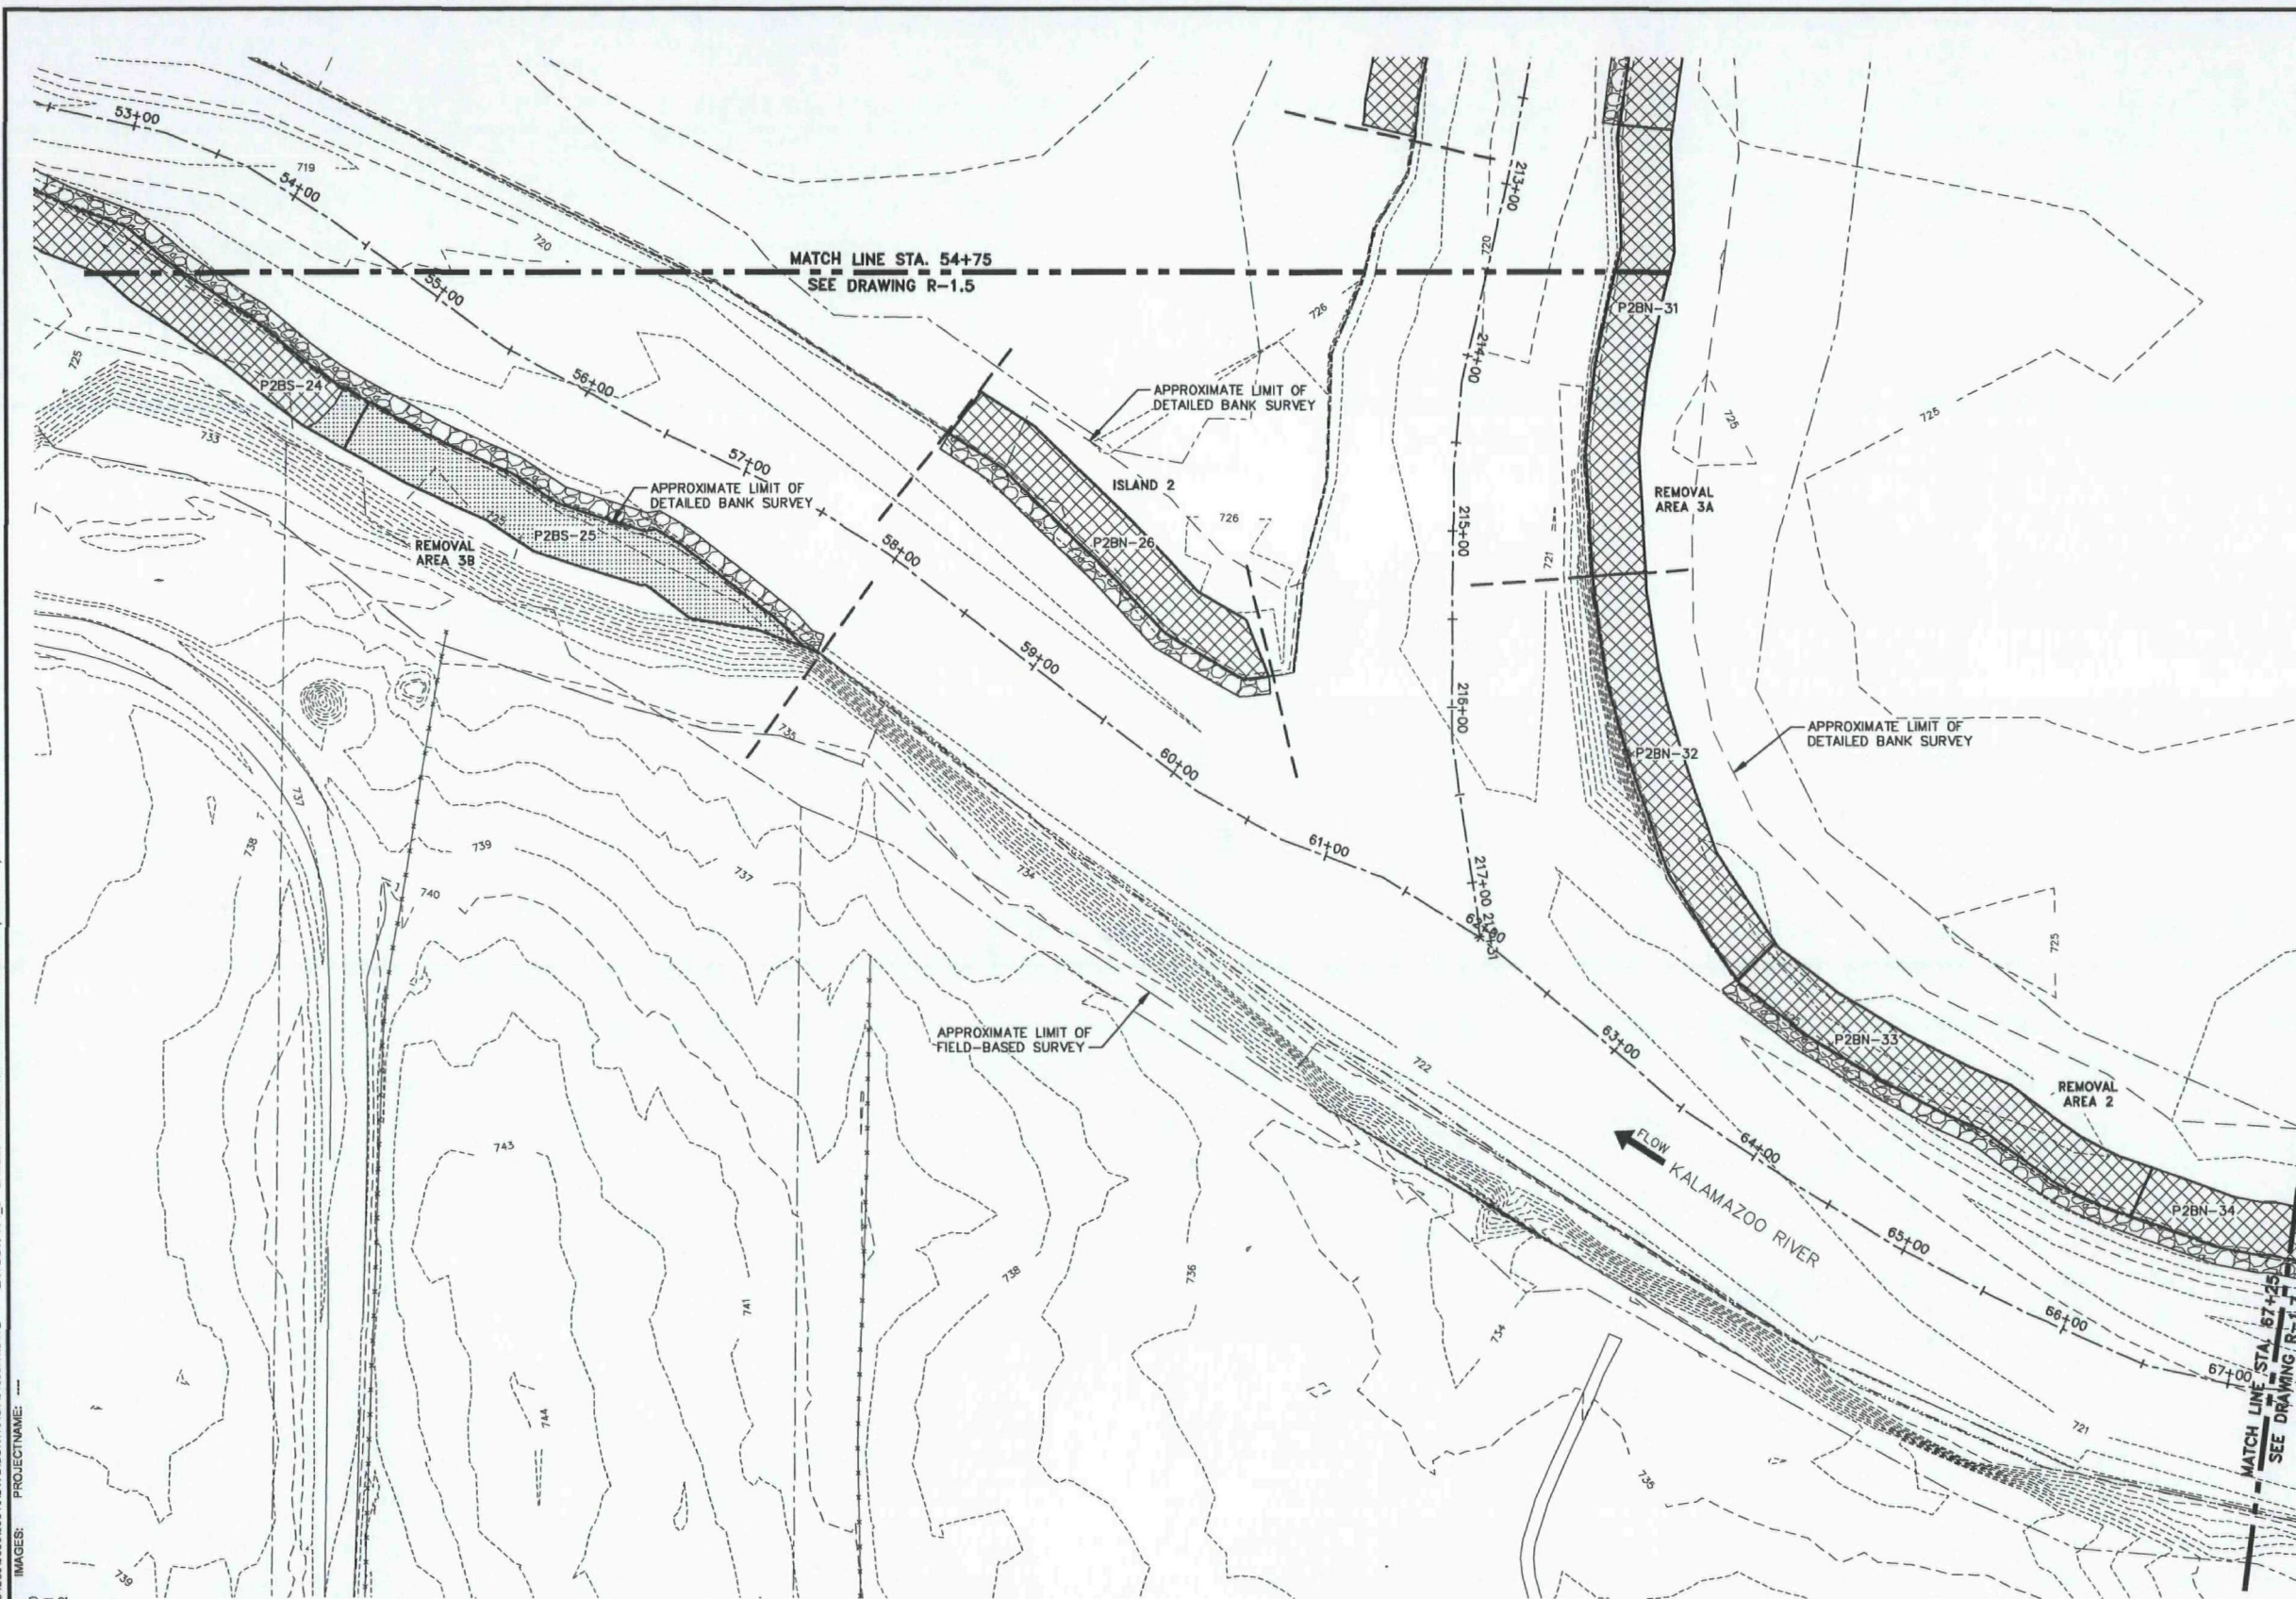 53+00
719
54+00
720
MATCH LINE STA. 54+75
SEE DRAWING R-1.5
55+00
213+00
720
726
P2BN-31
214+00
725
P2BS-24
733
56+00
APPROXIMATE LIMIT OF
DETAILED BANK SURVEY
725
725
57+00
APPROXIMATE LIMIT OF
DETAILED BANK SURVEY
ISLAND 2
726
REMOVAL
AREA 3A
725
P2BS-25
REMOVAL
AREA 3B
58+00
P2BN-26
215+00
721
59+00
216+00
735
60+00
APPROXIMATE LIMIT OF
DETAILED BANK SURVEY
P2BN-32
737
738
739
740
737
734
61+00
217+00
62+00
725
APPROXIMATE LIMIT OF
FIELD-BASED SURVEY
63+00
722
P2BN-33
REMOVAL
AREA 2
743
FLOW
KALAMAZOO RIVER
64+00
65+00
P2BN-34
738
736
741
734
66+00
67+00
MATCH LINE STA. 67+25
SEE DRAWING R-1.7
721
744
735
739
IMAGES: PROJECTNAME: ----